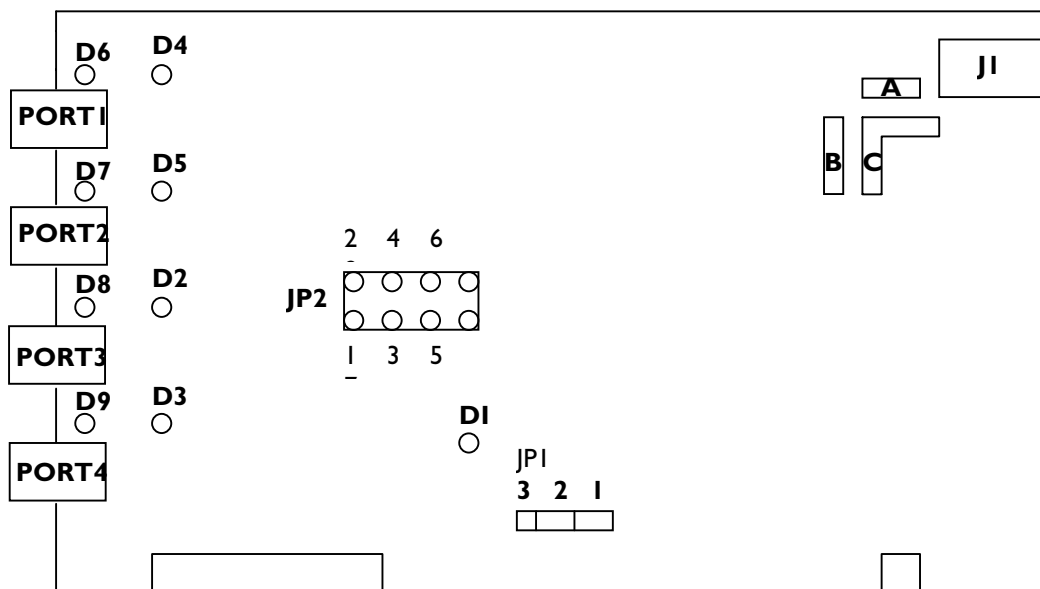 D6 D4
J1
A
PORT1
D7 D5
B C
PORT2
2 4 6
D8 D2
JP2
PORT3
1 3 5
D9 D3
D1
PORT4
JP1
3 2 1